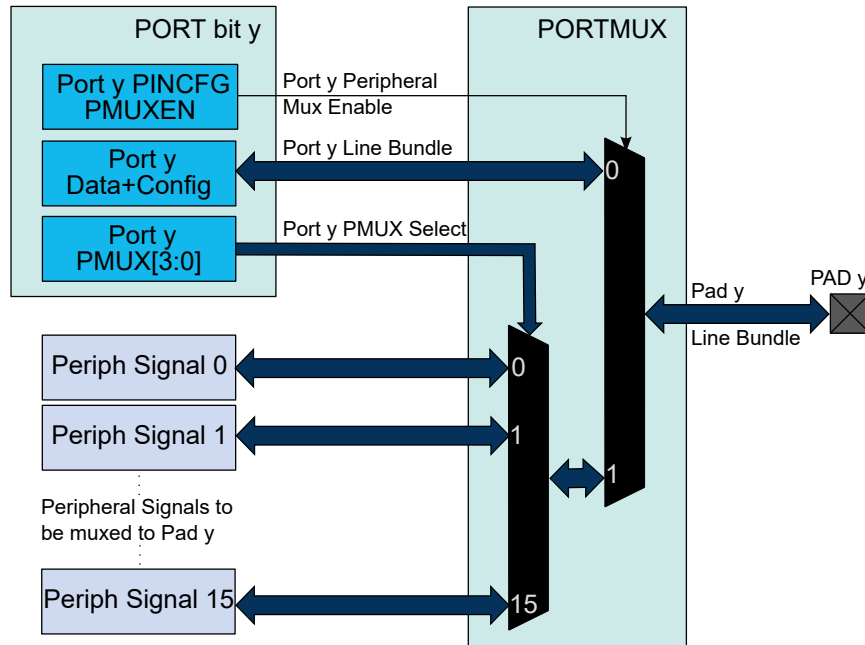 PORT bit y
PORTMUX
Port y PINCFG
PMUXEN
Port y Peripheral
Mux Enable
Port y
Data+Config
Port y Line Bundle
0
Port y
PMUX[3:0]
Port y PMUX Select
Pad y
Line Bundle
PAD y
Periph Signal 0
0
Periph Signal 1
1
1
Peripheral Signals to
be muxed to Pad y
Periph Signal 15
15